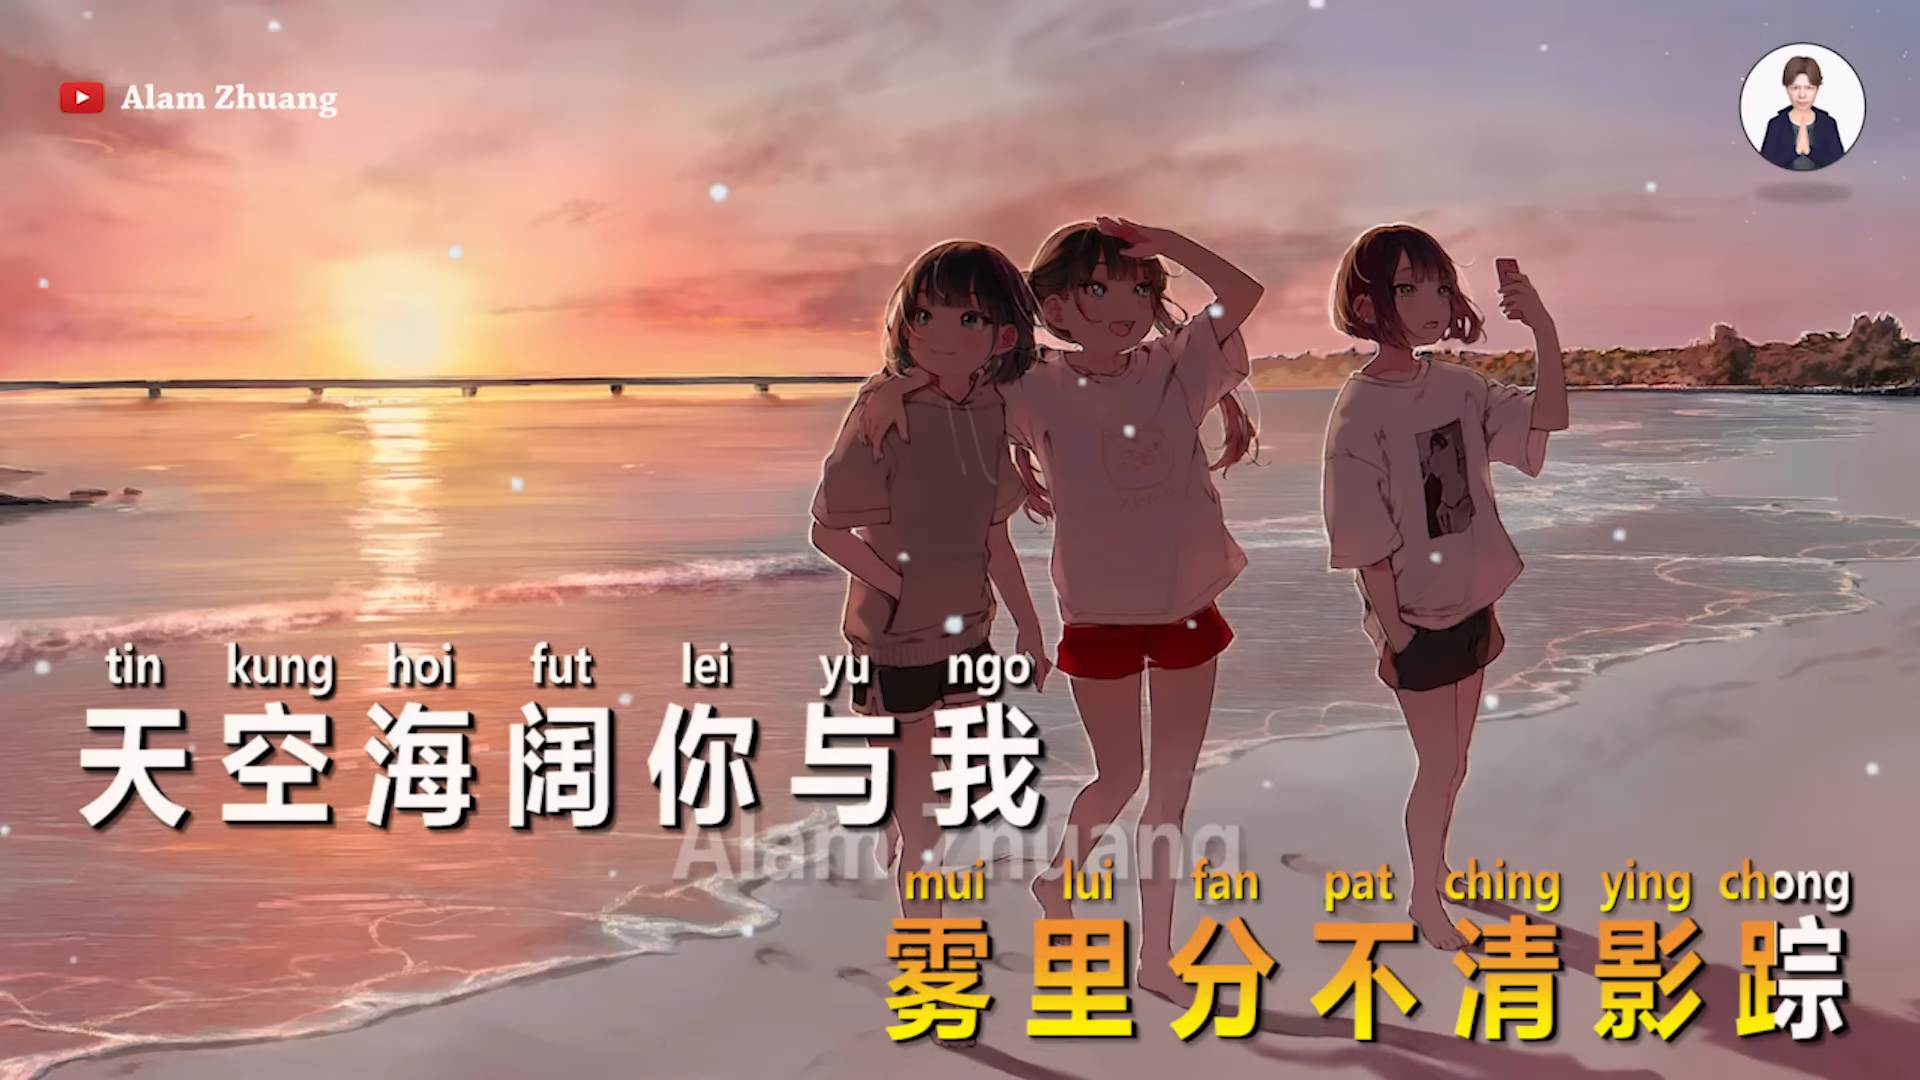 Alam Zhuang
tin kung hoi fut lei yu ngo
天空海阔你与我
Alam Zhuang
mui lui fan pat ching ying chong
雾里分不清影踪